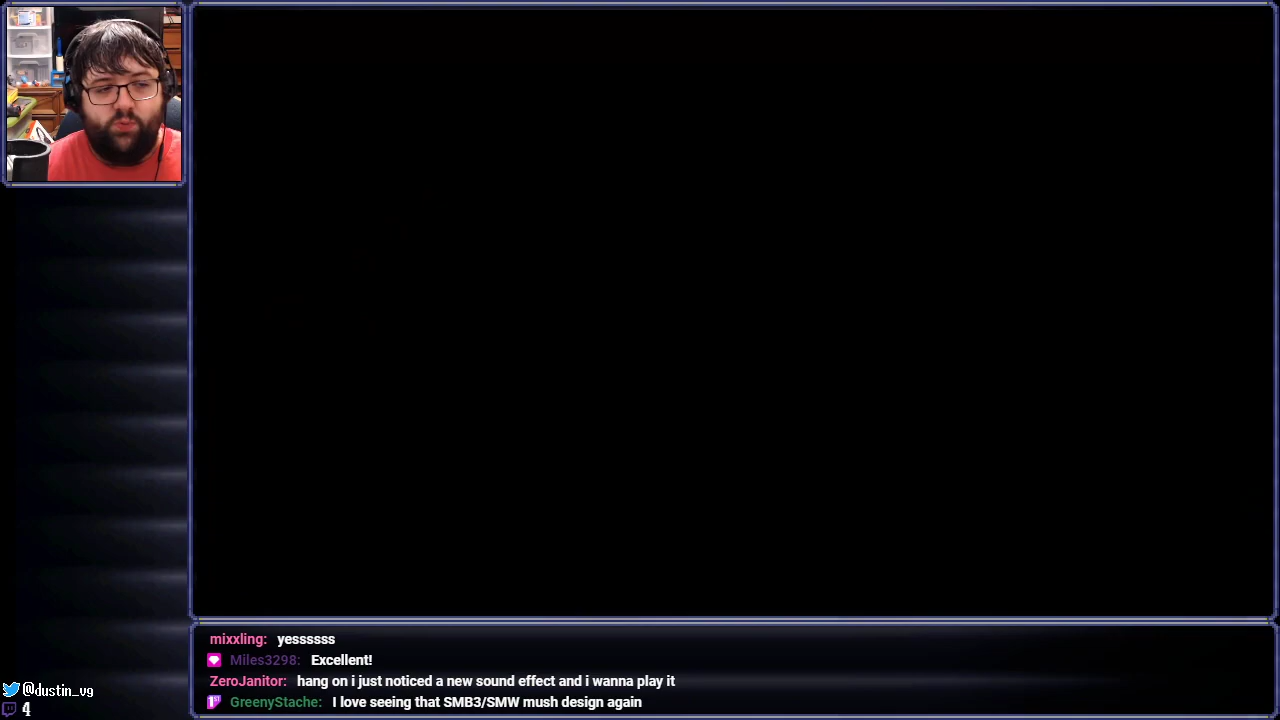 mixxling: yessssss
Miles3298: Excellent!
ZeroJanitor: hang on i just noticed a new sound effect and i wanna play it
GreenyStache: I love seeing that SMB3/SMW mush design again
@dustin_vg
4